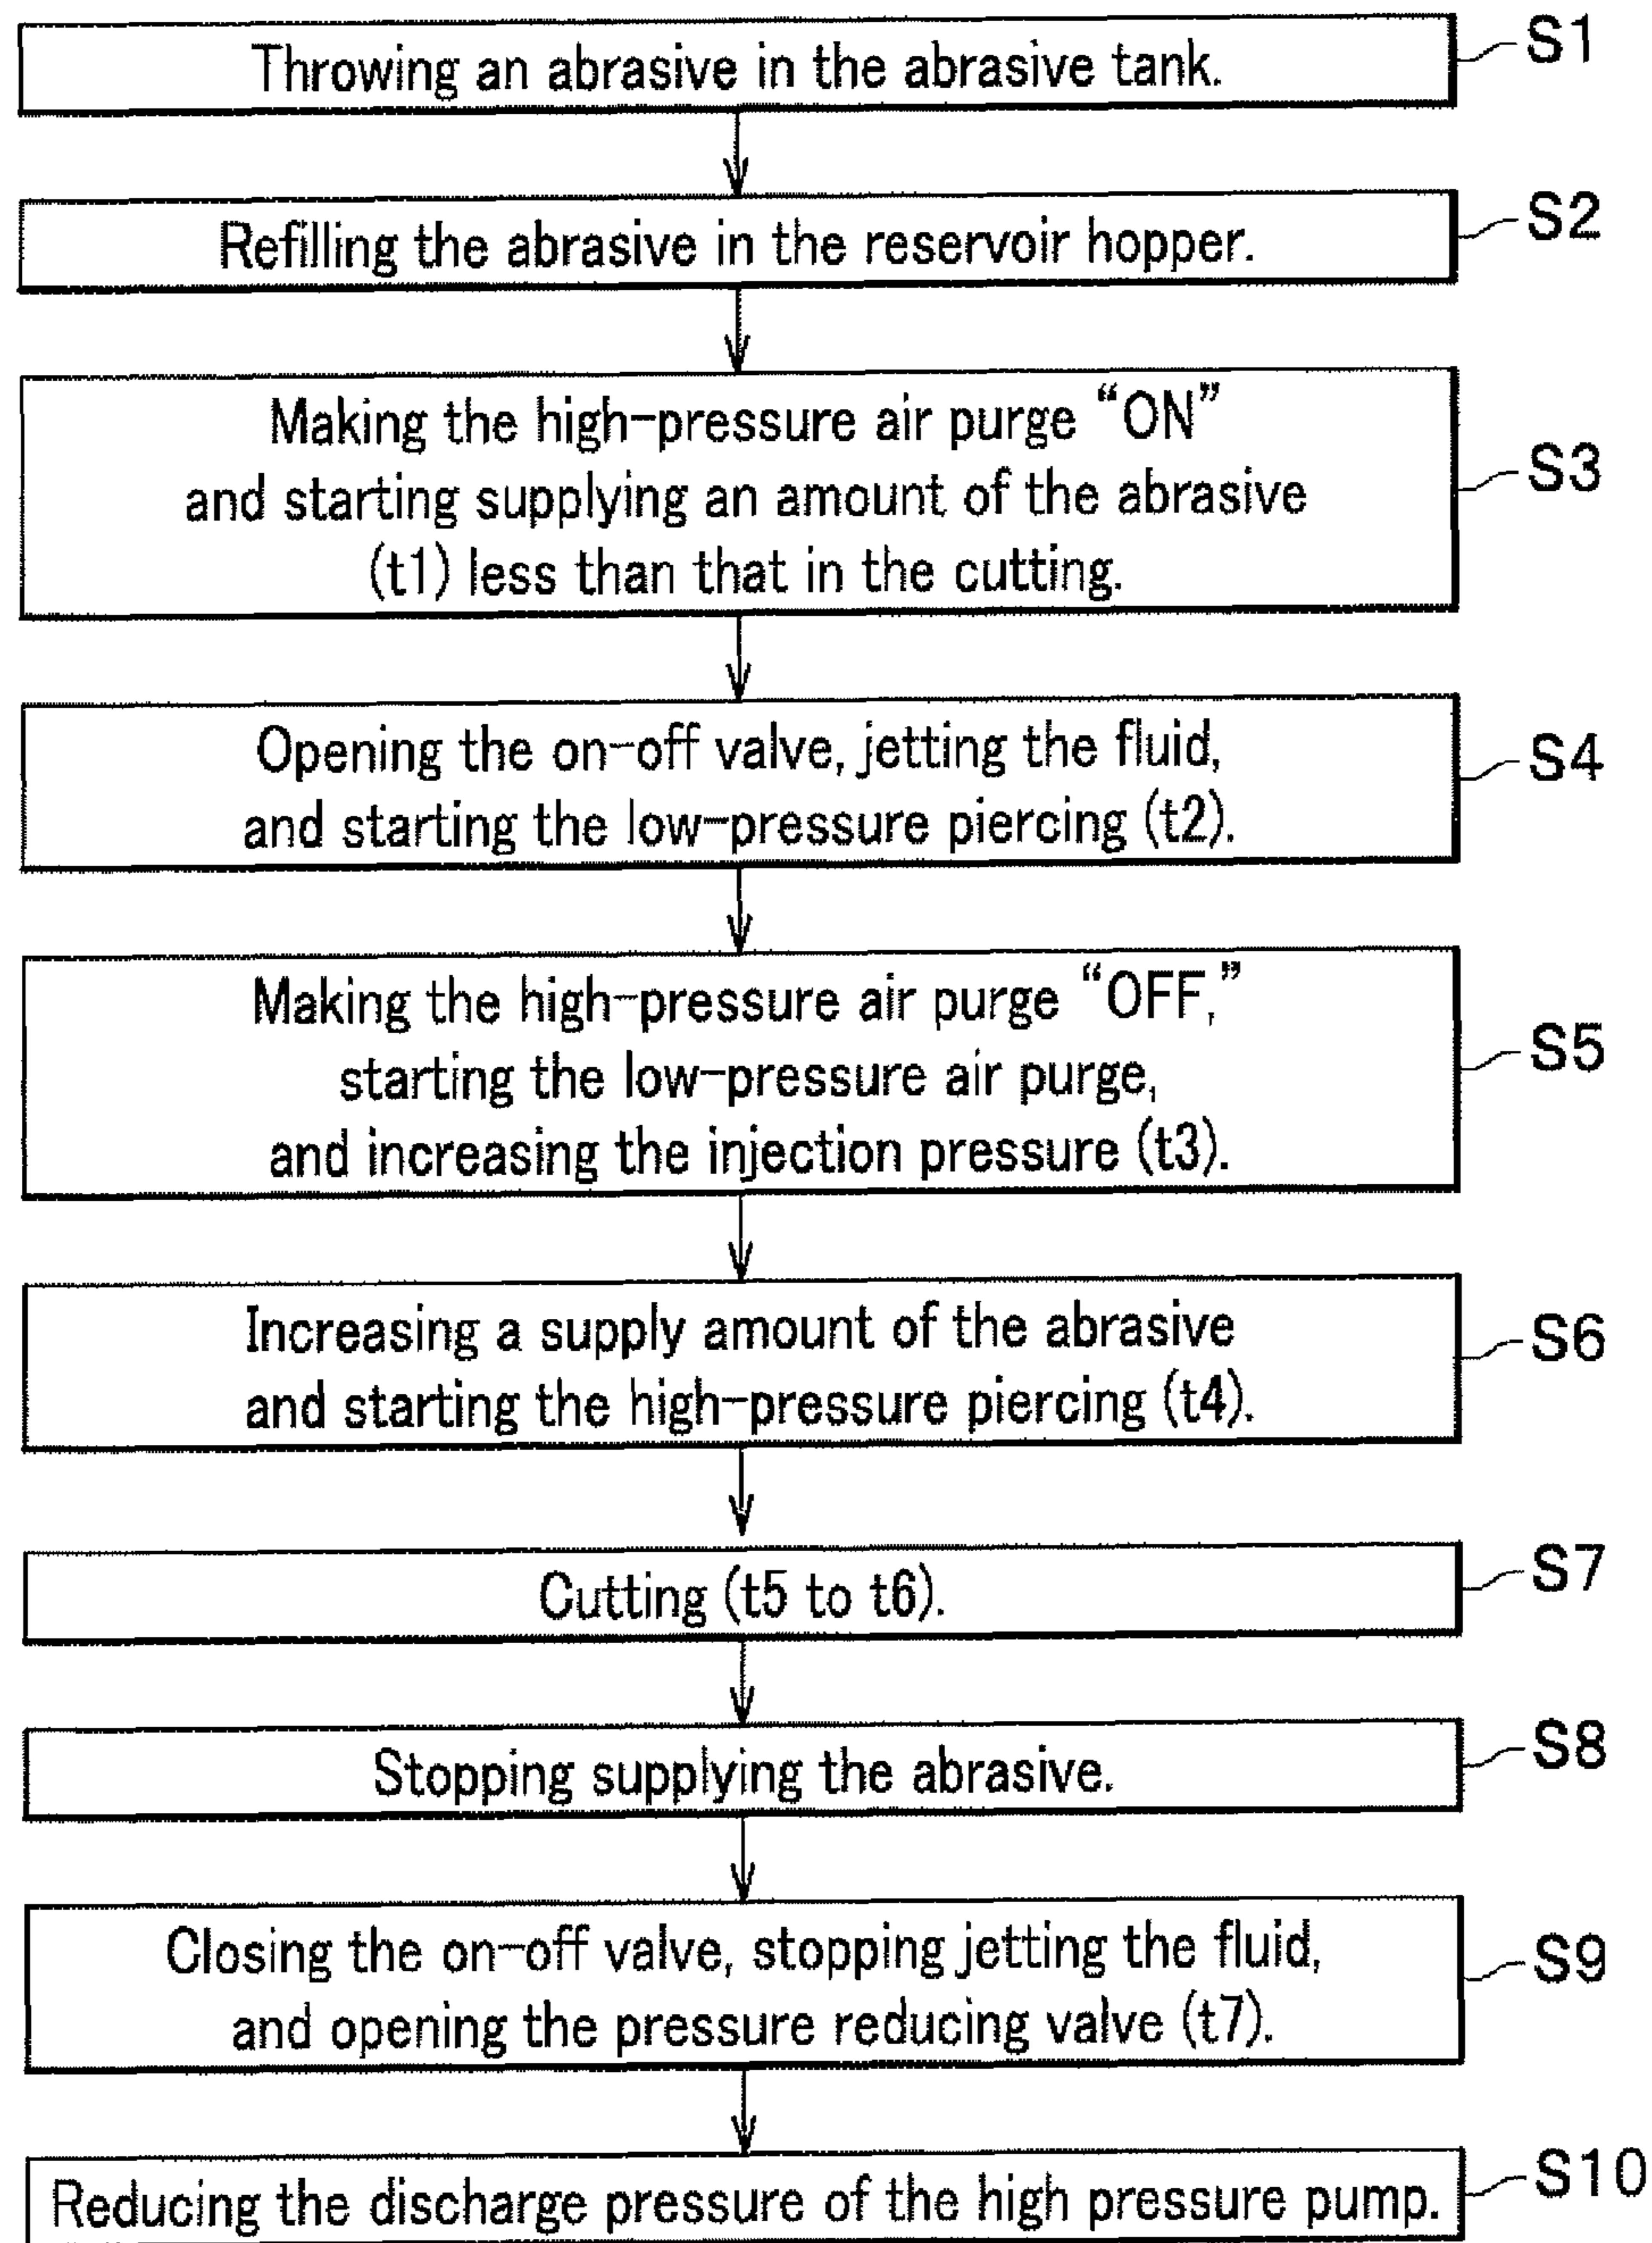 Throwing an abrasive in the abrasive tank.
S1
Refilling the abrasive in the reservoir hopper.
S2
Making the high-pressure air purge “ON”
and starting supplying an amount of the abrasive
(t1) less than that in the cutting.
S3
Opening the on-off valve, jetting the fluid,
and starting the low-pressure piercing (t2).
S4
Making the high-pressure air purge “OFF,”
starting the low-pressure air purge,
and increasing the injection pressure (t3).
S5
Increasing a supply amount of the abrasive
and starting the high-pressure piercing (t4).
S6
Cutting (t5 to t6).
S7
Stopping supplying the abrasive.
S8
Closing the on-off valve, stopping jetting the fluid,
and opening the pressure reducing valve (t7).
S9
Reducing the discharge pressure of the high pressure pump.
S10